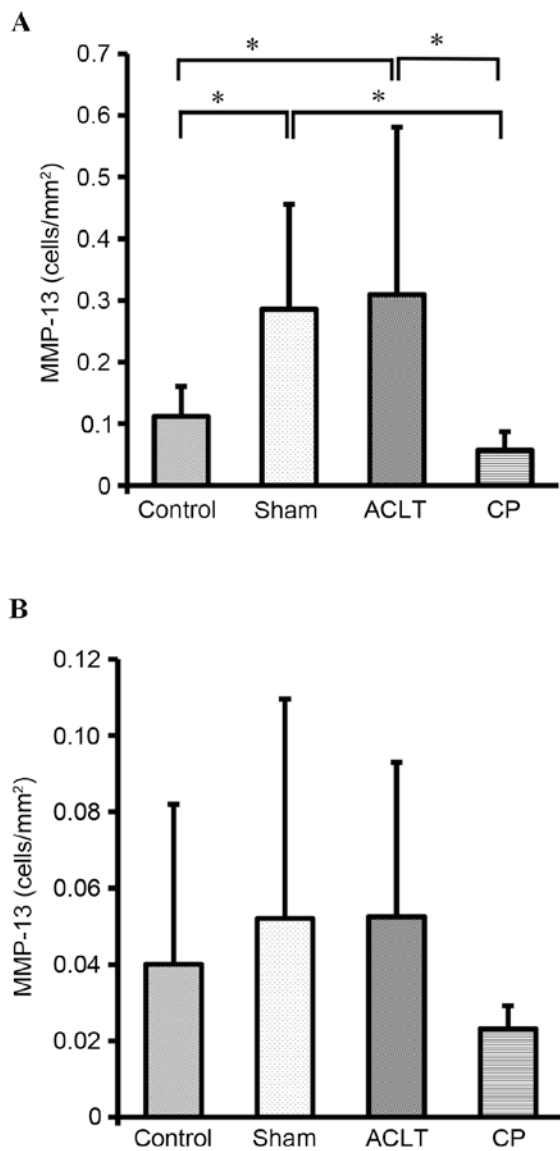 A
0.7
* *
0.6
* *
0.5
0.4
0.3
0.2
0.1
0
MMP-13 (cells/mm²)
Control Sham ACLT CP
B
0.12
0.10
0.08
0.06
0.04
0.02
0
MMP-13 (cells/mm²)
Control Sham ACLT CP